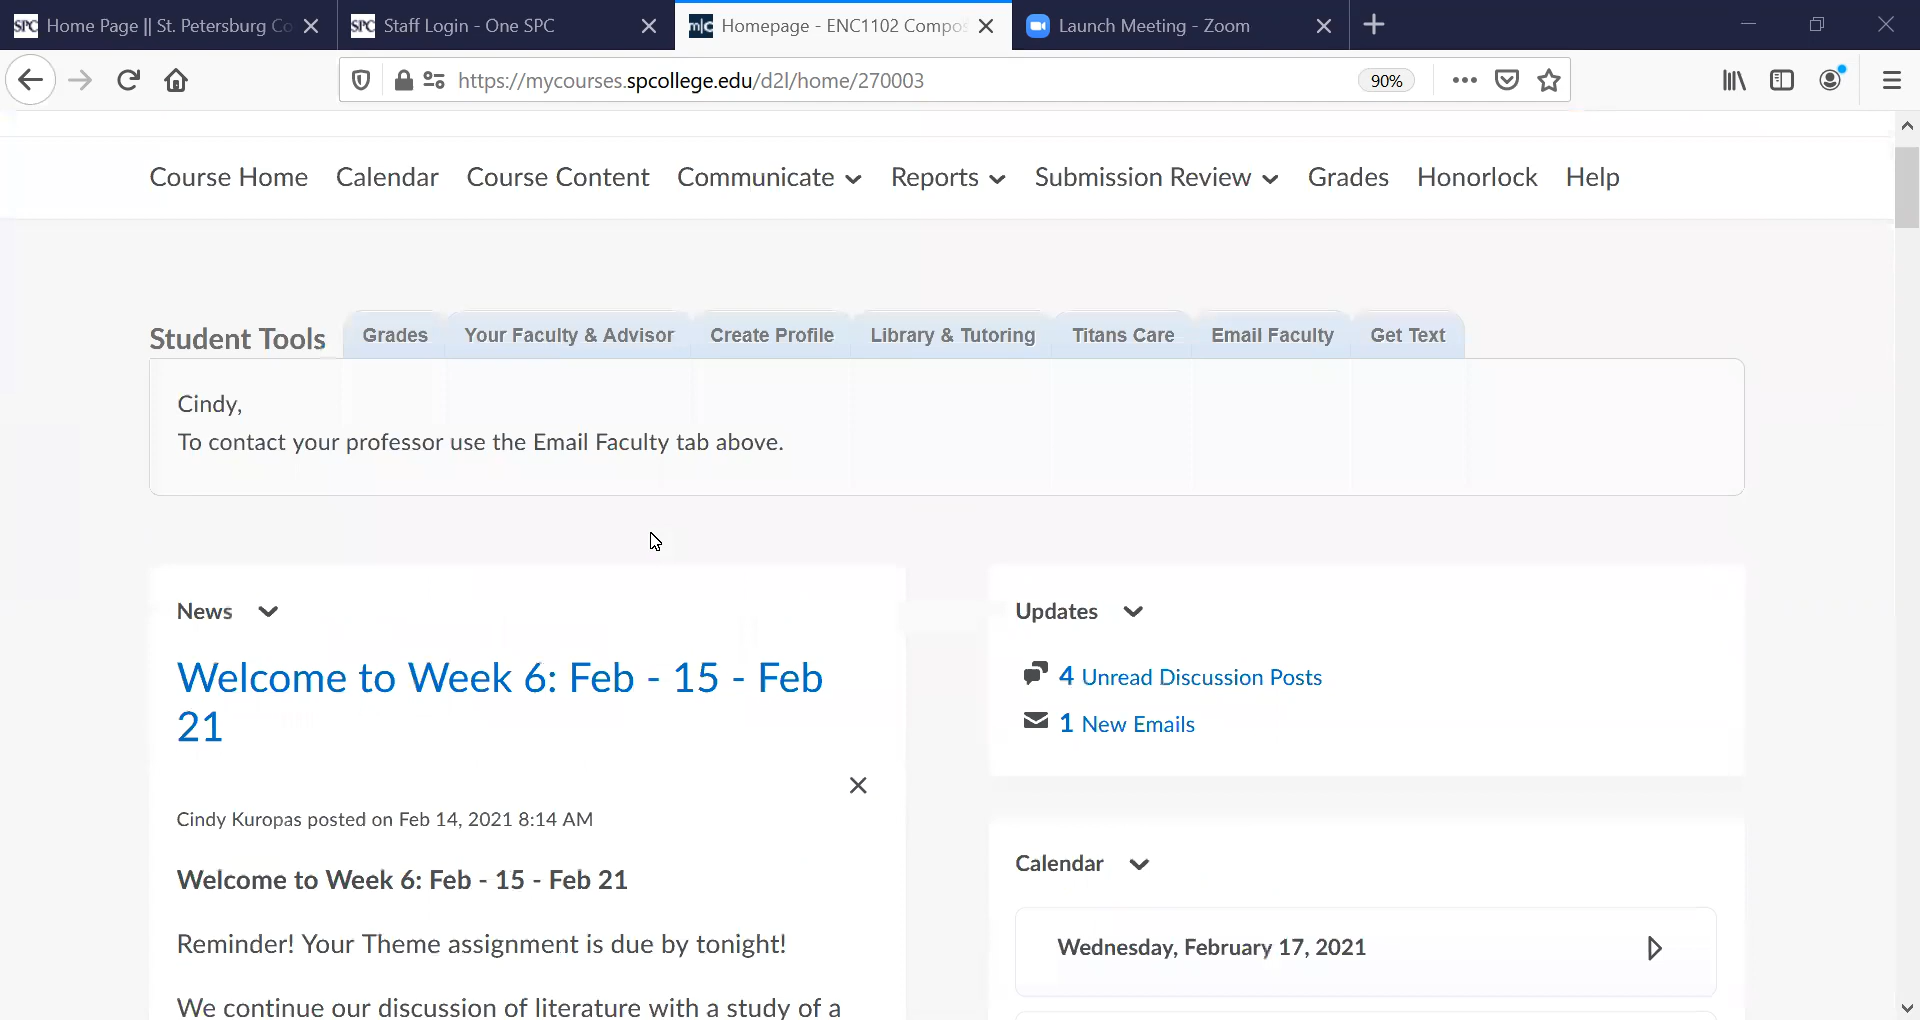 SPC Home Page || St. Petersburg Co
SPC Staff Login - One SPC
m|c Homepage - ENC1102 Compos
Launch Meeting - Zoom
https://mycourses.spcollege.edu/d2l/home/270003
90%
Course Home Calendar Course Content Communicate Reports Submission Review Grades Honorlock Help
Student Tools Grades Your Faculty & Advisor Create Profile Library & Tutoring Titans Care Email Faculty Get Text
Cindy,
To contact your professor use the Email Faculty tab above.
News
Welcome to Week 6: Feb - 15 - Feb
21
Cindy Kuropas posted on Feb 14, 2021 8:14 AM
Welcome to Week 6: Feb - 15 - Feb 21
Reminder! Your Theme assignment is due by tonight!
We continue our discussion of literature with a study of a
Updates
4 Unread Discussion Posts
1 New Emails
Calendar
Wednesday, February 17, 2021